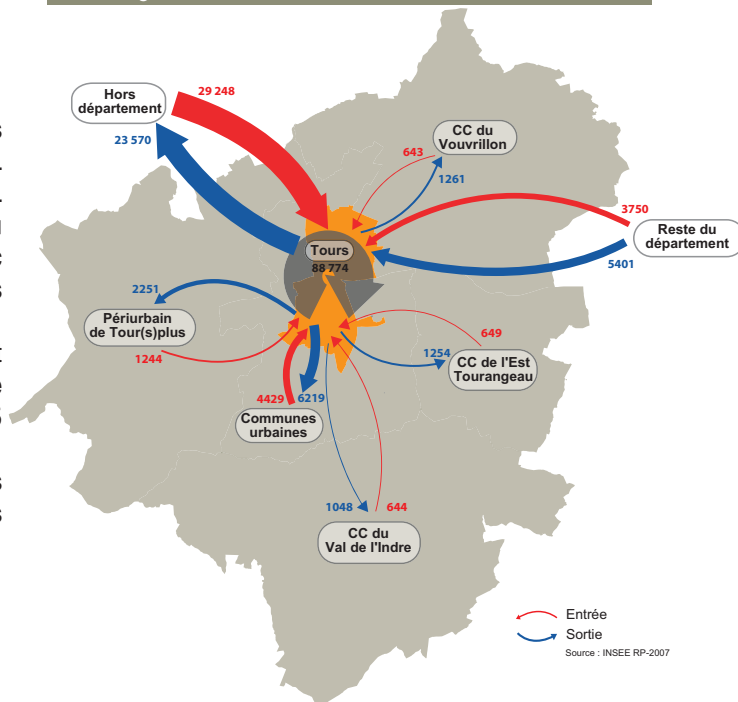 Hors
département
29 248
23 570
CC du
Vouvrillon
643
1261
3750
Reste du
département
5401
Tours
88 774
2251
Périurbain
de Tour(s)plus
1244
649
1254
CC de l'Est
Tourangeau
4429
6219
Communes
urbaines
1048
644
CC du
Val de l'Indre
Entrée
Sortie
Source : INSEE RP-2007